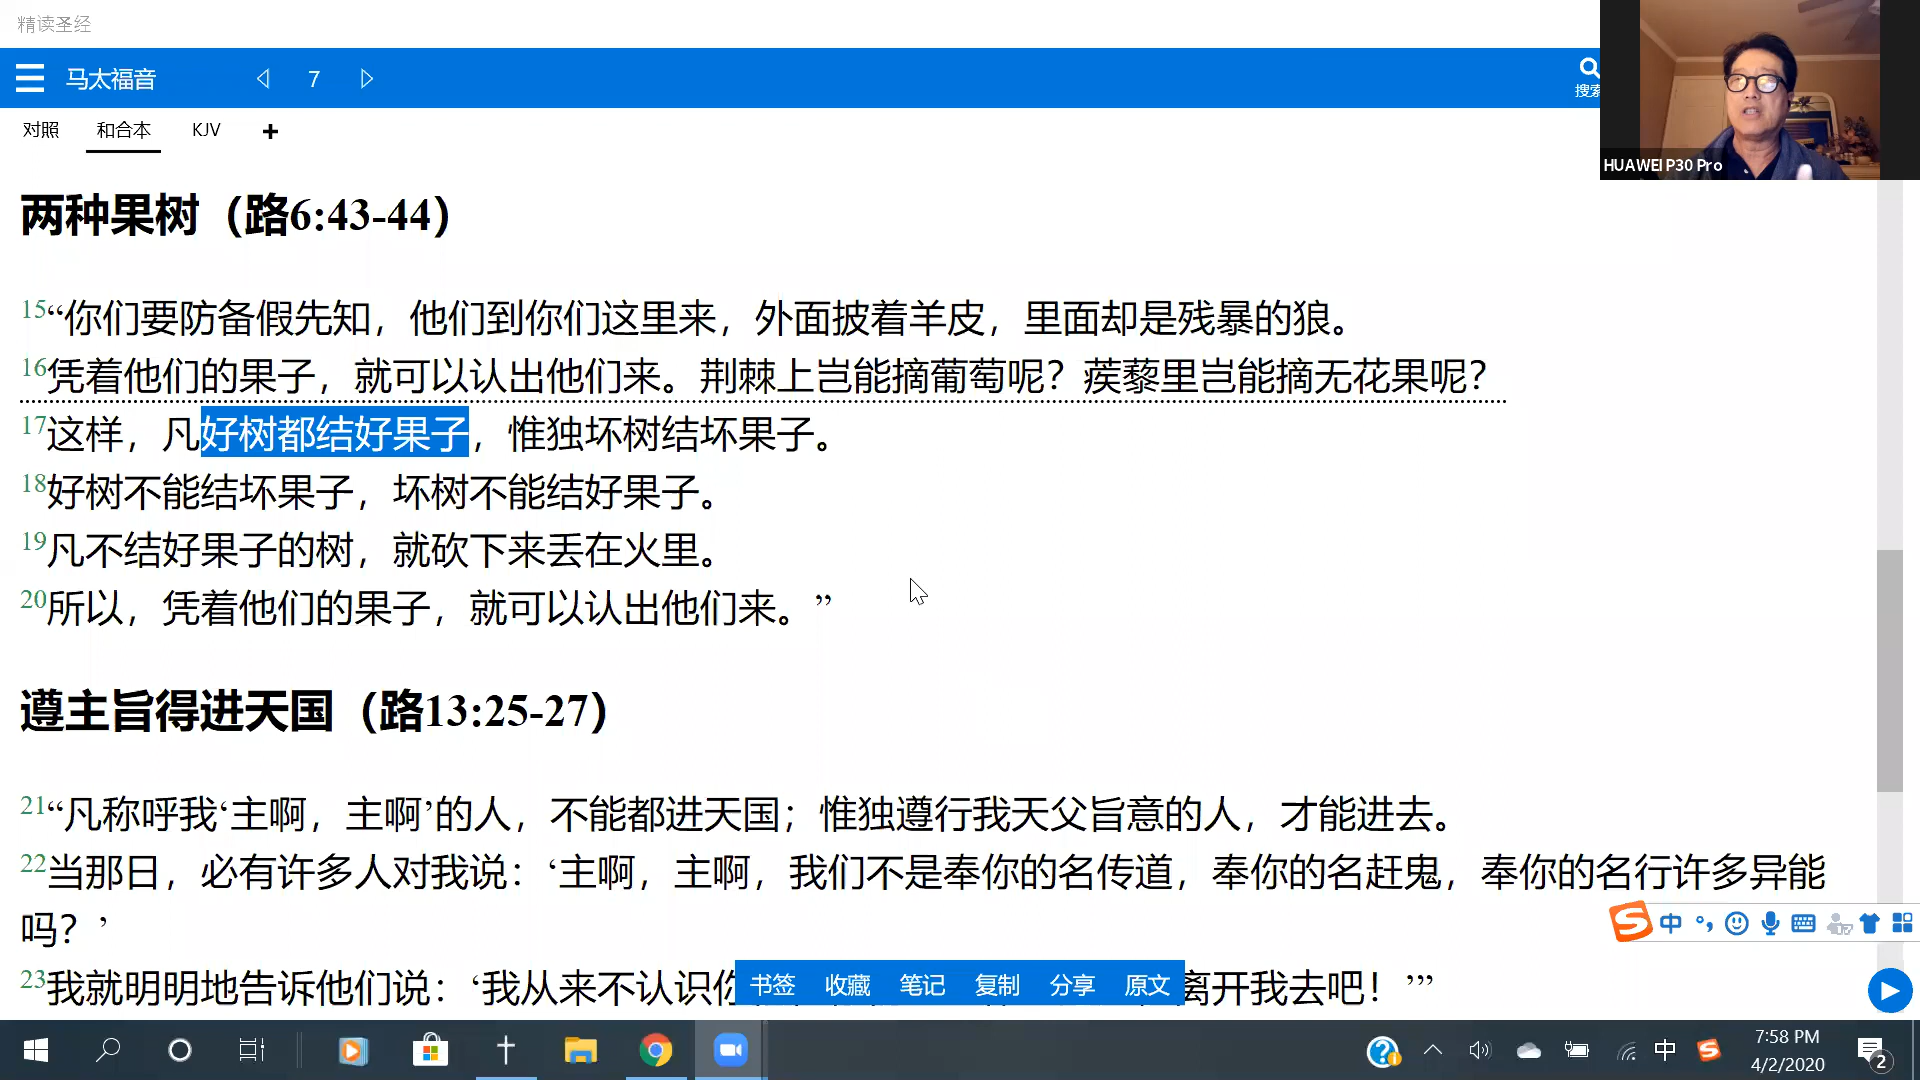 精读圣经
马太福音
7
搜索
对照
和合本
KJV
HUAWEI P30 Pro
两种果树（路6:43-44）
15“你们要防备假先知，他们到你们这里来，外面披着羊皮，里面却是残暴的狼。
16凭着他们的果子，就可以认出他们来。荆棘上岂能摘葡萄呢？蒺藜里岂能摘无花果呢？
17这样，凡好树都结好果子，惟独坏树结坏果子。
18好树不能结坏果子，坏树不能结好果子。
19凡不结好果子的树，就砍下来丢在火里。
20所以，凭着他们的果子，就可以认出他们来。”
遵主旨得进天国（路13:25-27）
21“凡称呼我‘主啊，主啊’的人，不能都进天国；惟独遵行我天父旨意的人，才能进去。
22当那日，必有许多人对我说：‘主啊，主啊，我们不是奉你的名传道，奉你的名赶鬼，奉你的名行许多异能
吗？’
23我就明明地告诉他们说：‘我从来不认识 离开我去吧！’”
书签 收藏 笔记 复制 分享 原文
中
中
7:58 PM
4/2/2020
2